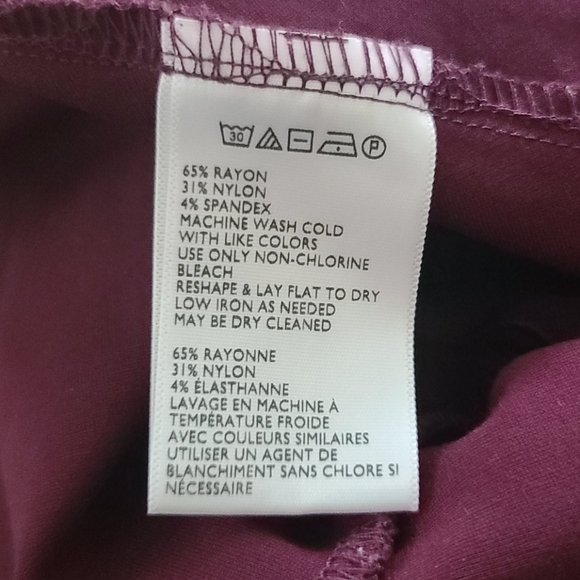 30 P
65% RAYON
31% NYLON
4% SPANDEX
MACHINE WASH COLD
WITH LIKE COLORS
USE ONLY NON-CHLORINE
BLEACH
RESHAPE & LAY FLAT TO DRY
LOW IRON AS NEEDED
MAY BE DRY CLEANED
65% RAYONNE
31% NYLON
4% ÉLASTHANNE
LAVAGE EN MACHINE À
TEMPÉRATURE FROIDE
AVEC COULEURS SIMILAIRES
UTILISER UN AGENT DE
BLANCHIMENT SANS CHLORE SI
NÉCESSAIRE